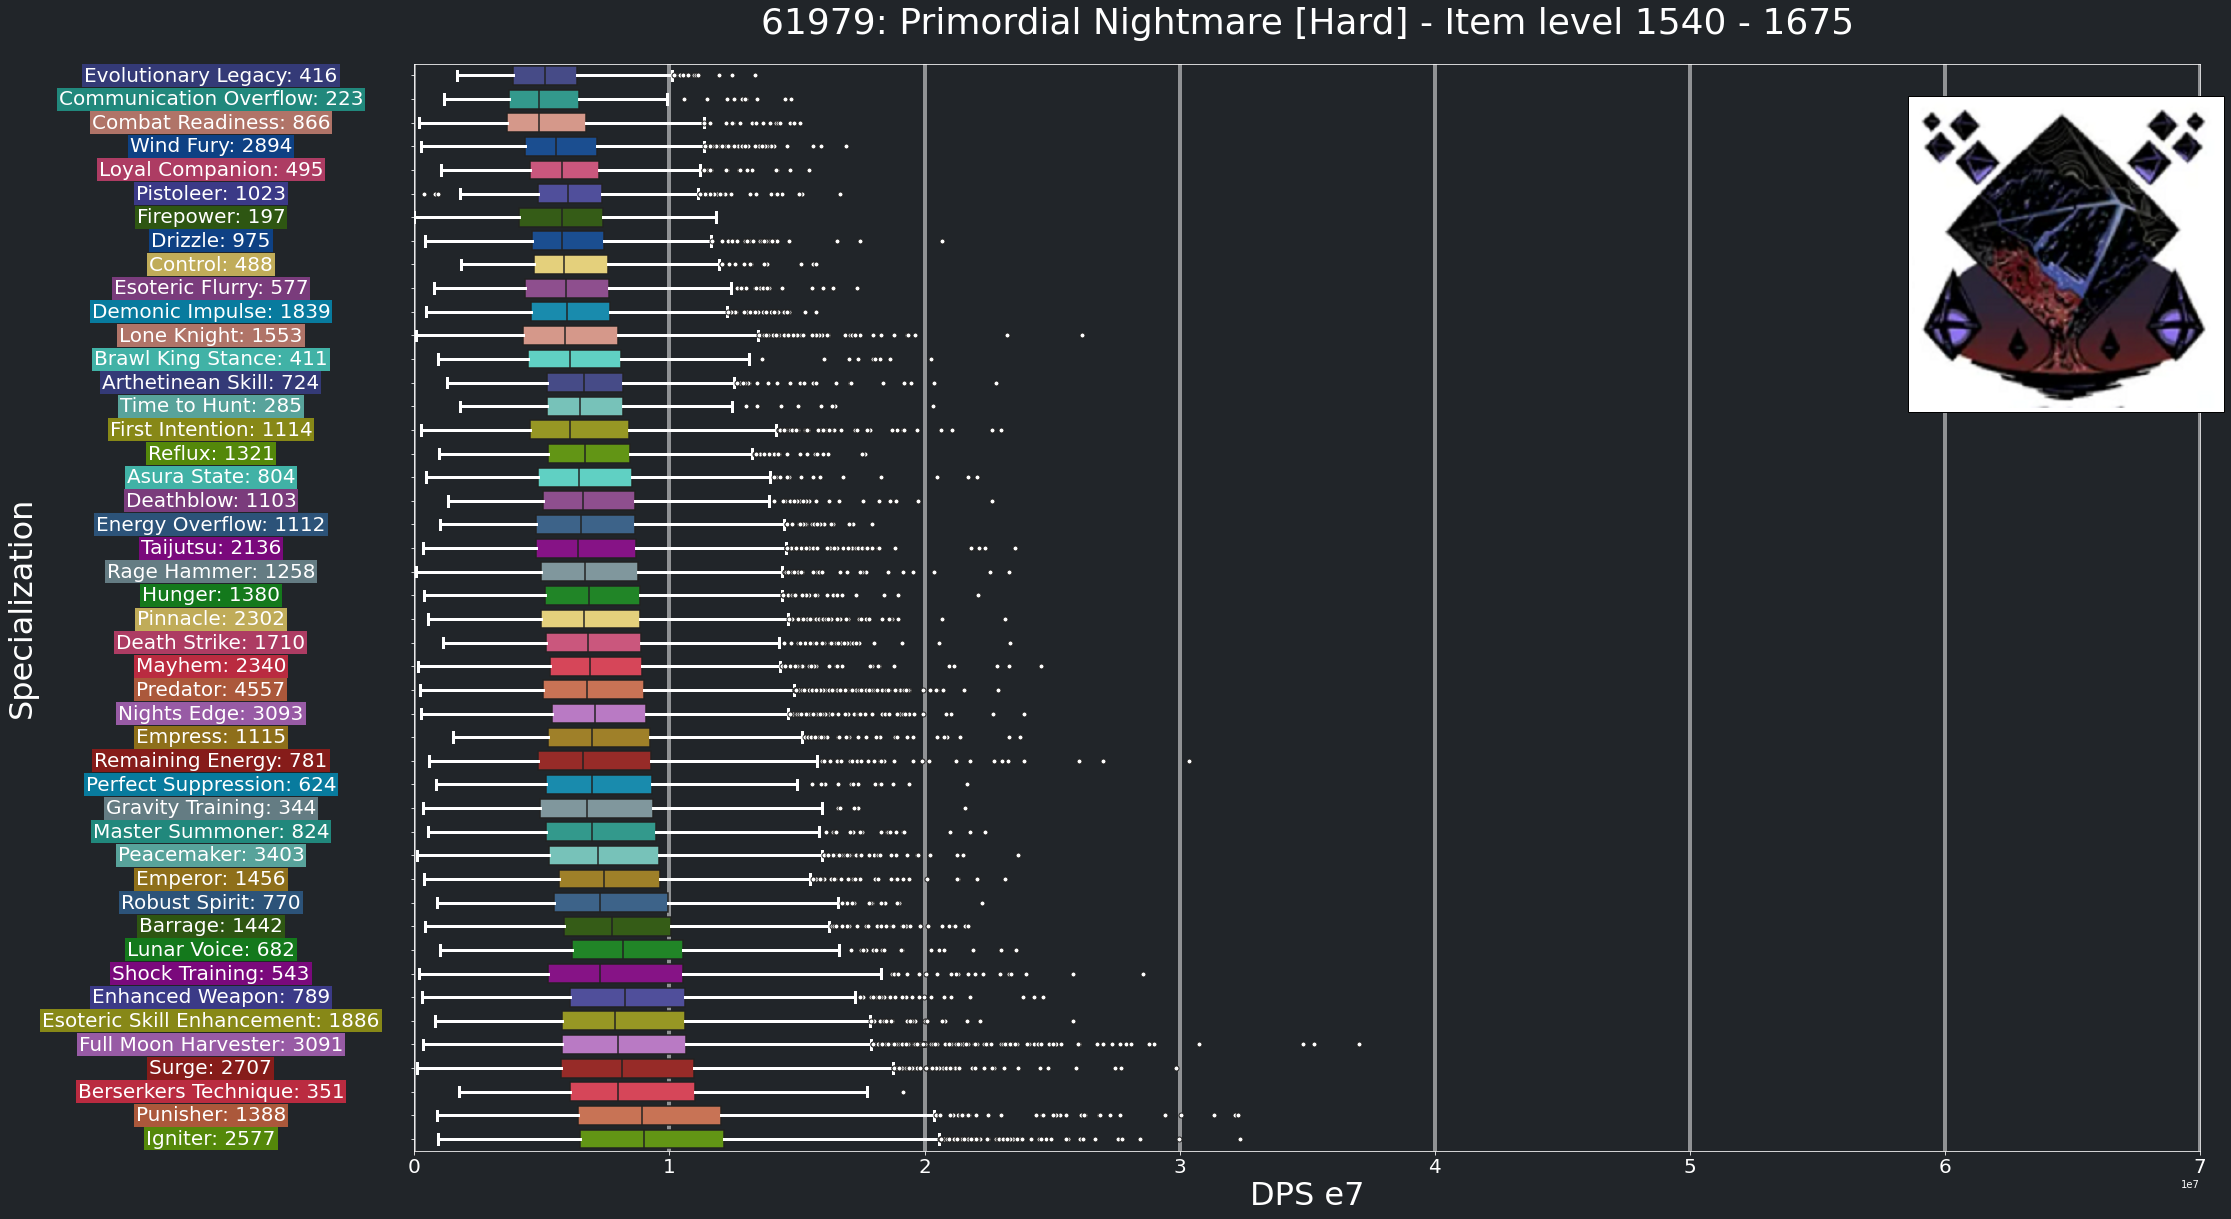 61979: Primordial Nightmare [Hard] - Item level 1540 - 1675
Specialization
Evolutionary Legacy: 416
Communication Overflow: 223
Combat Readiness: 866
Wind Fury: 2894
Loyal Companion: 495
Pistoleer: 1023
Firepower: 197
Drizzle: 975
Control: 488
Esoteric Flurry: 577
Demonic Impulse: 1839
Lone Knight: 1553
Brawl King Stance: 411
Arthetinean Skill: 724
Time to Hunt: 285
First Intention: 1114
Reflux: 1321
Asura State: 804
Deathblow: 1103
Energy Overflow: 1112
Taijutsu: 2136
Rage Hammer: 1258
Hunger: 1380
Pinnacle: 2302
Death Strike: 1710
Mayhem: 2340
Predator: 4557
Nights Edge: 3093
Empress: 1115
Remaining Energy: 781
Perfect Suppression: 624
Gravity Training: 344
Master Summoner: 824
Peacemaker: 3403
Emperor: 1456
Robust Spirit: 770
Barrage: 1442
Lunar Voice: 682
Shock Training: 543
Enhanced Weapon: 789
Esoteric Skill Enhancement: 1886
Full Moon Harvester: 3091
Surge: 2707
Berserkers Technique: 351
Punisher: 1388
Igniter: 2577
0 1 2 3 4 5 6 7
1e7
DPS e7